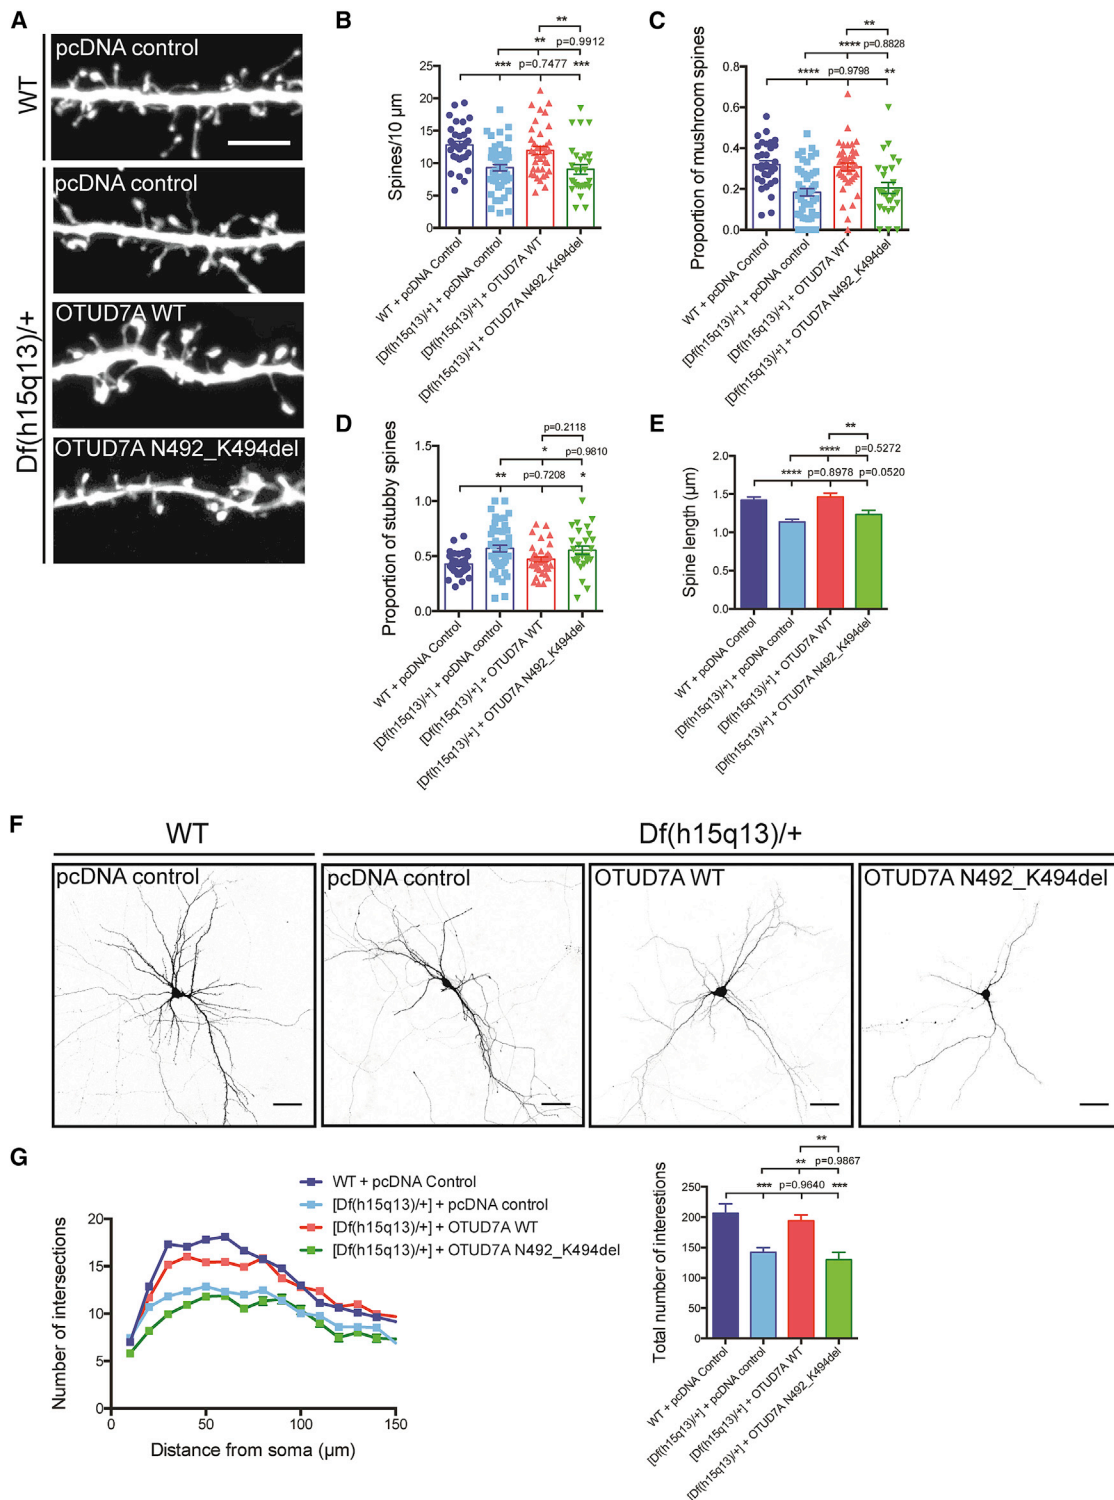 A
WT
pcDNA control
Df(h15q13)/+
pcDNA control
OTUD7A WT
OTUD7A N492_K494del
B
**
** p=0.9912
*** p=0.7477 ***
Spines/10 µm
25
20
15
10
5
0
WT + pcDNA Control
[Df(h15q13)/+] + pcDNA control
[Df(h15q13)/+] + OTUD7A WT
[Df(h15q13)/+] + OTUD7A N492_K494del
C
**
**** p=0.8828
**** p=0.9798 **
Proportion of mushroom spines
0.8
0.6
0.4
0.2
0.0
WT + pcDNA Control
[Df(h15q13)/+] + pcDNA control
[Df(h15q13)/+] + OTUD7A WT
[Df(h15q13)/+] + OTUD7A N492_K494del
D
p=0.2118
* p=0.9810
** p=0.7208 *
Proportion of stubby spines
1.5
1.0
0.5
0.0
WT + pcDNA Control
[Df(h15q13)/+] + pcDNA control
[Df(h15q13)/+] + OTUD7A WT
[Df(h15q13)/+] + OTUD7A N492_K494del
E
**
**** p=0.5272
**** p=0.8978 p=0.0520
Spine length (µm)
2.0
1.5
1.0
0.5
0.0
WT + pcDNA Control
[Df(h15q13)/+] + pcDNA control
[Df(h15q13)/+] + OTUD7A WT
[Df(h15q13)/+] + OTUD7A N492_K494del
F
WT
Df(h15q13)/+
pcDNA control
pcDNA control
OTUD7A WT
OTUD7A N492_K494del
G
WT + pcDNA Control
[Df(h15q13)/+] + pcDNA control
[Df(h15q13)/+] + OTUD7A WT
[Df(h15q13)/+] + OTUD7A N492_K494del
Number of intersections
20
15
10
5
0
0 50 100 150
Distance from soma (µm)
**
** p=0.9867
*** p=0.9640 ***
Total number of interestions
250
200
150
100
50
0
WT + pcDNA Control
[Df(h15q13)/+] + pcDNA control
[Df(h15q13)/+] + OTUD7A WT
[Df(h15q13)/+] + OTUD7A N492_K494del